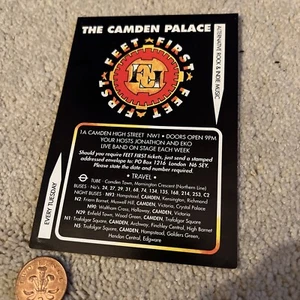 THE CAMDEN PALACE
FEET FIRST
FEET FIRST
ALTERNATIVE ROCK & INDIE MUSIC
1A CAMDEN HIGH STREET NW1 • DOORS OPEN 9PM
YOUR HOSTS JONATHON AND EKO
LIVE BAND ON STAGE EACH WEEK
Should you require FEET FIRST tickets, just send a stamped
addressed envelope to: PO Box 1216 London N6 5EY.
Please state the date and number required.
• TRAVEL •
TUBE - Camden Town, Mornington Crescent (Northern Line)
BUSES No's 24, 27, 29, 31, 68, 74, 134, 135, 168, 214, 253, C2
NIGHT BUSES N93 Hampstead, CAMDEN, Kensington, Richmond
N2 Friern Barnet, Muswell Hill, CAMDEN, Victoria, Crystal Palace
N90 Waltham Cross, Holloway, CAMDEN, Victoria
N29 Enfield Town, Wood Green, CAMDEN, Trafalgar Square
N1 Trafalgar Square, CAMDEN, Archway, Finchley Central, High Barnet
N5 Trafalgar Square, CAMDEN, Hampstead, Golders Green,
Hendon Central, Edgware
EVERY TUESDAY